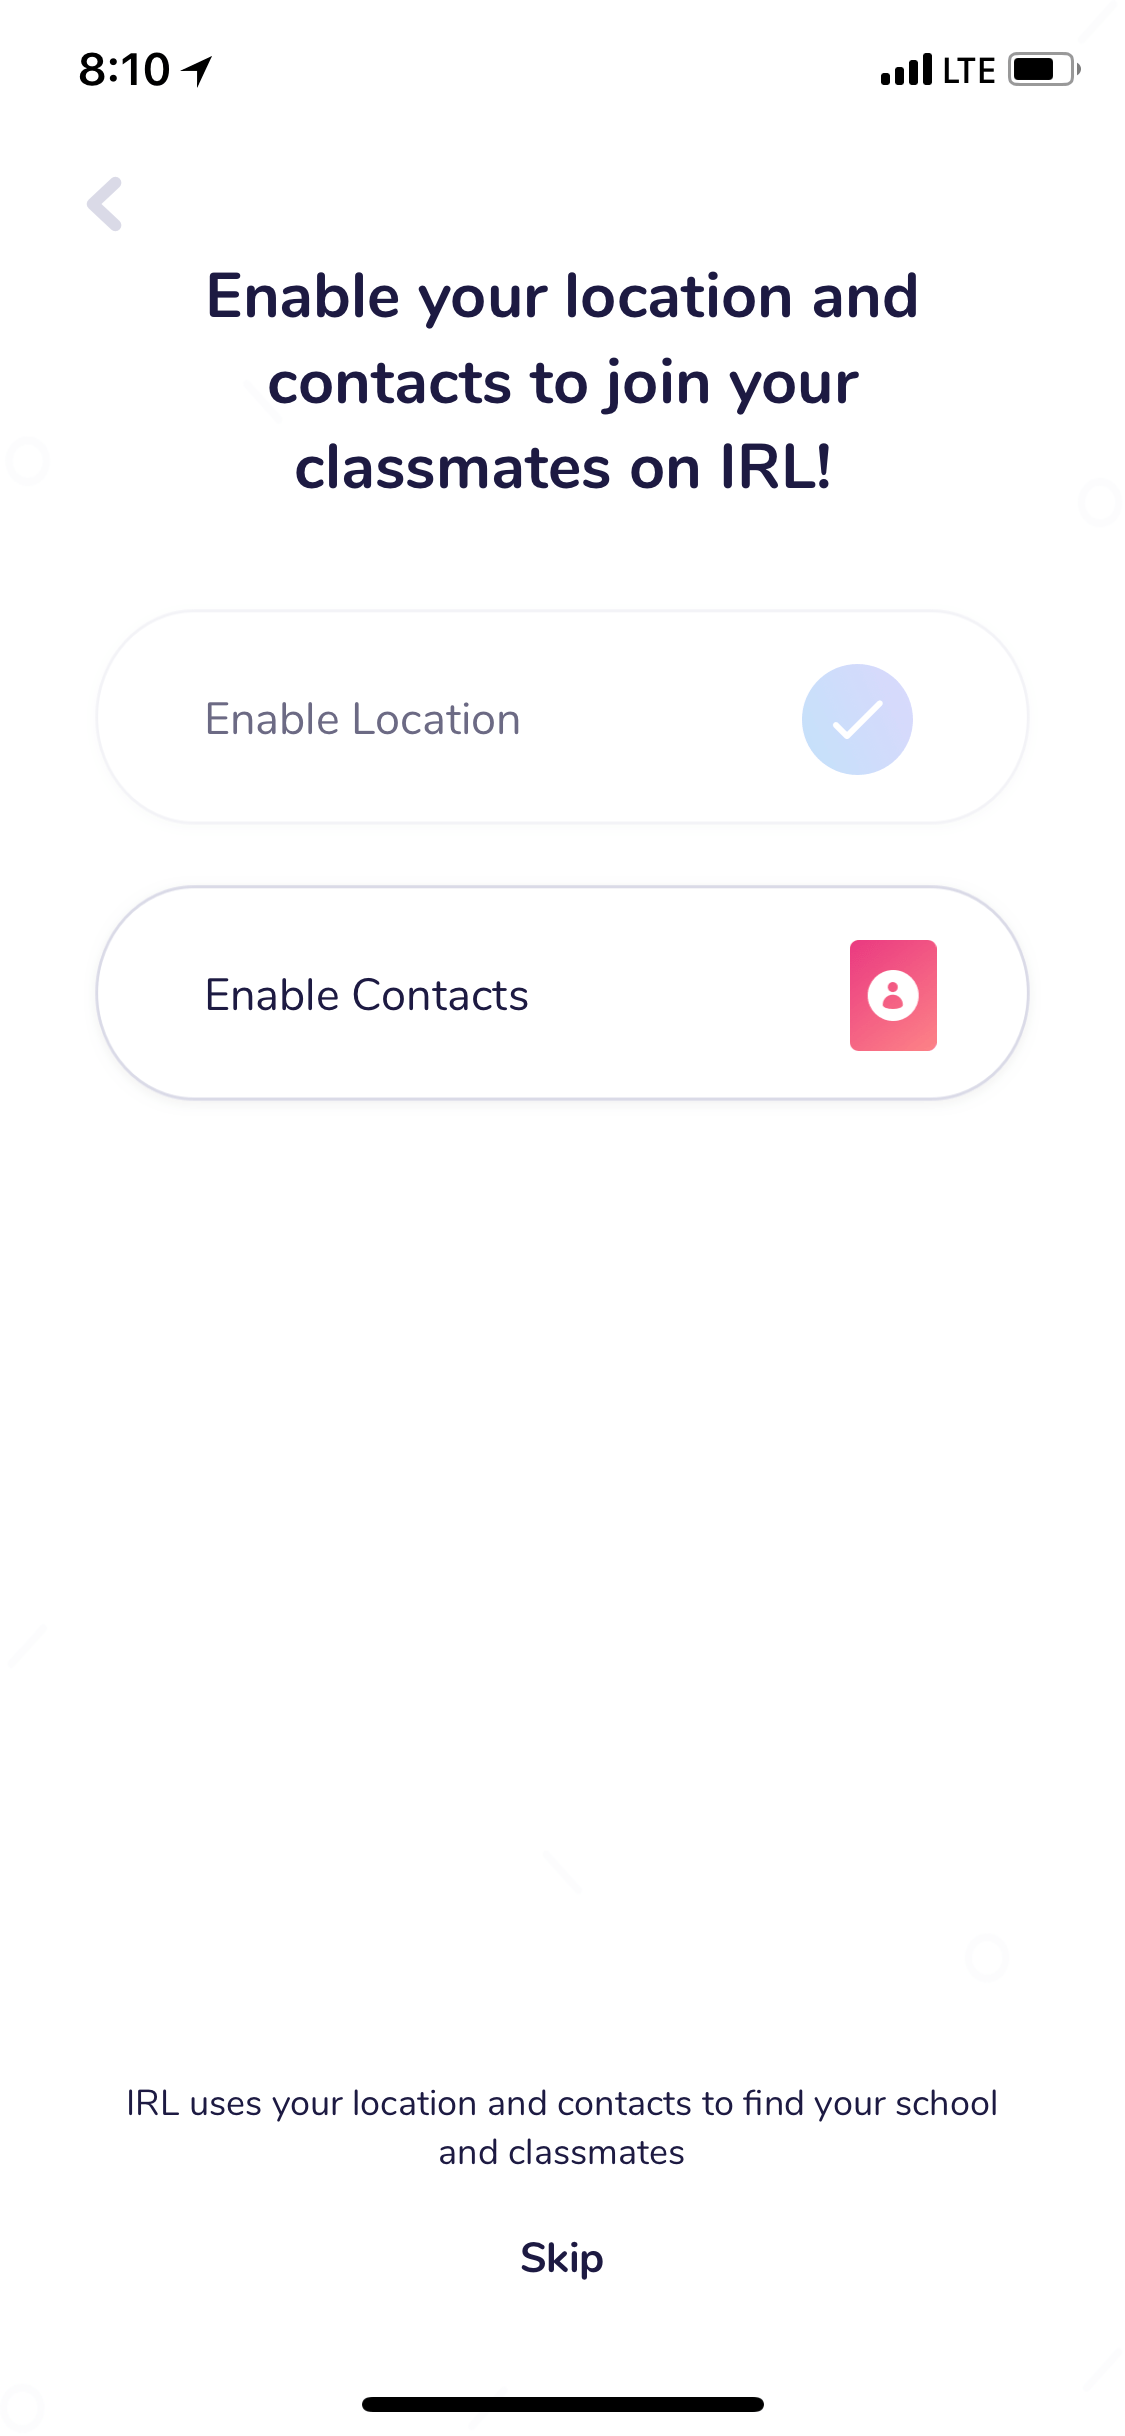 8:10 LTE
Enable your location and
contacts to join your
classmates on IRL!
Enable Location
Enable Contacts
IRL uses your location and contacts to find your school
and classmates
Skip